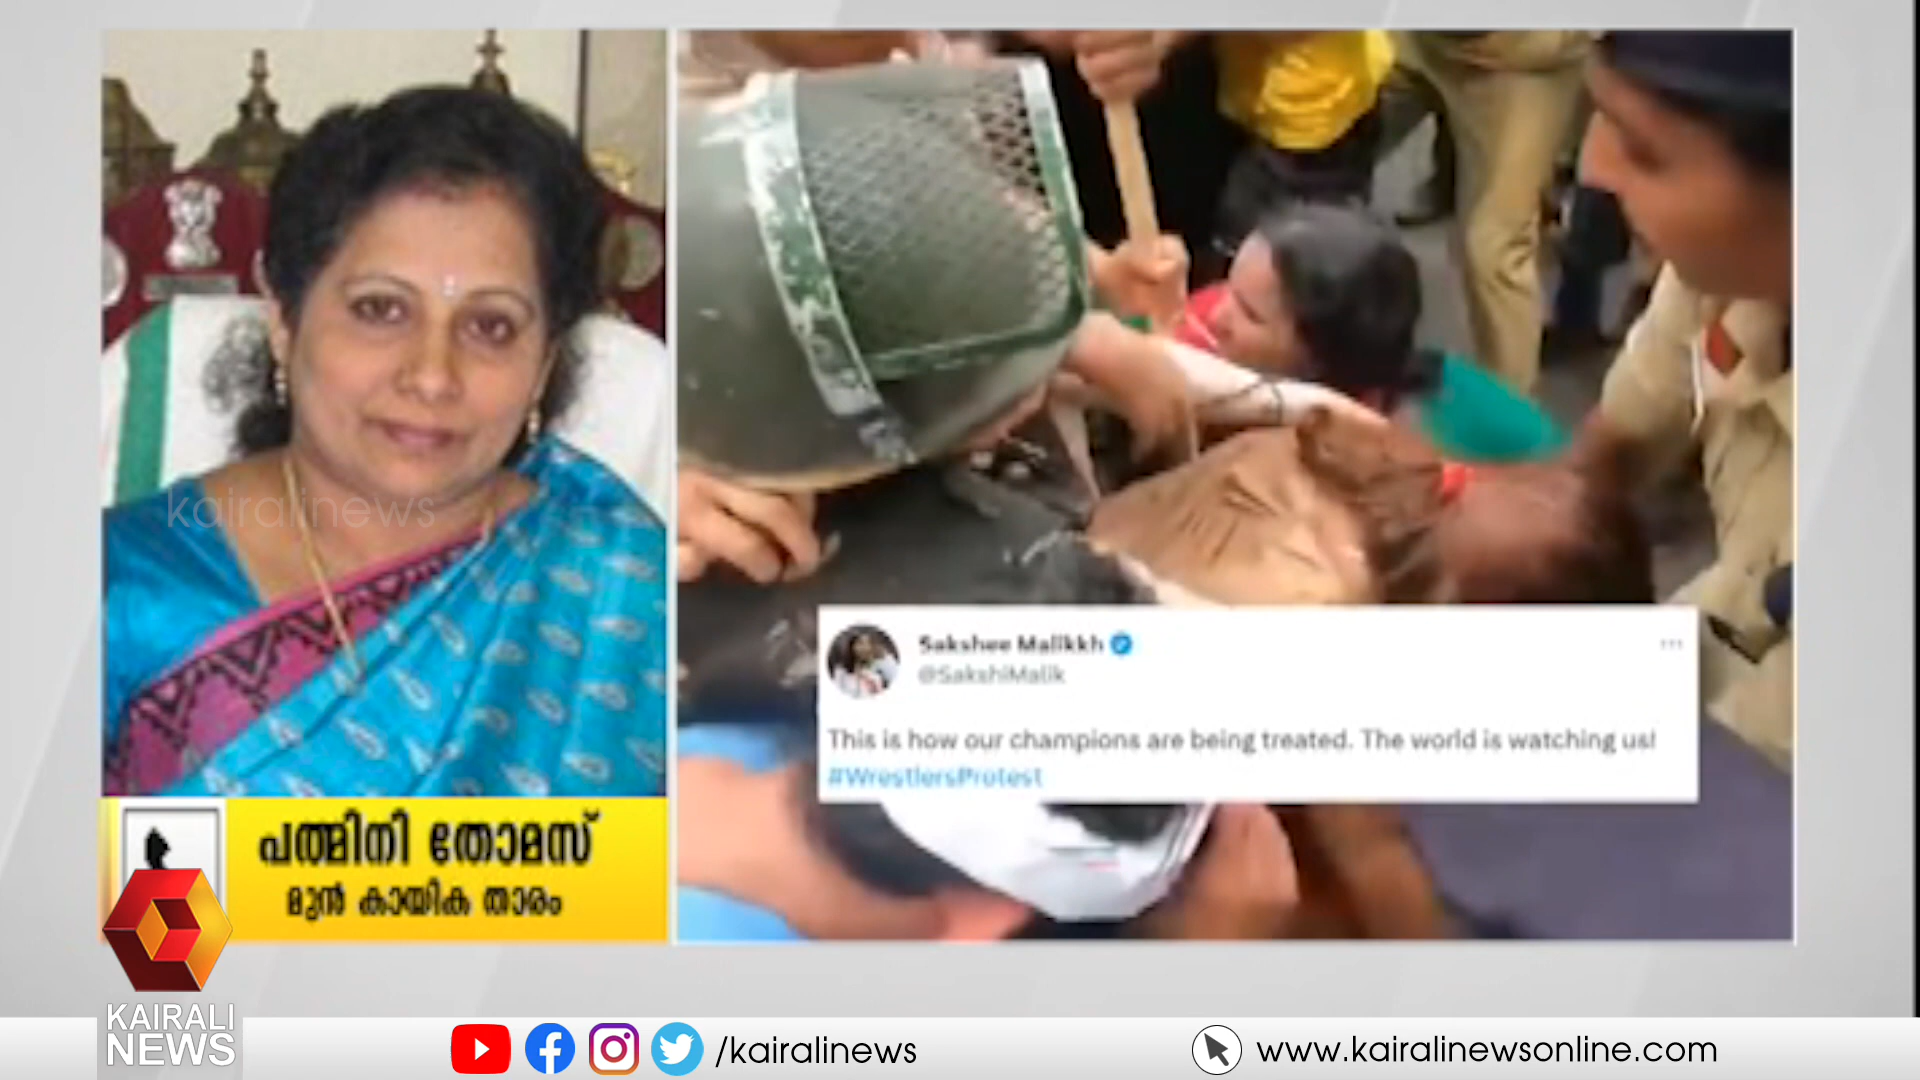 kairalinews
പത്മിനി തോമസ്
മുൻ കായിക താരം
Sakshee Malikkh
@SakshiMalik
This is how our champions are being treated. The world is watching us!
#WrestlersProtest
KAIRALI
NEWS
/kairalinews
www.kairalinewsonline.com